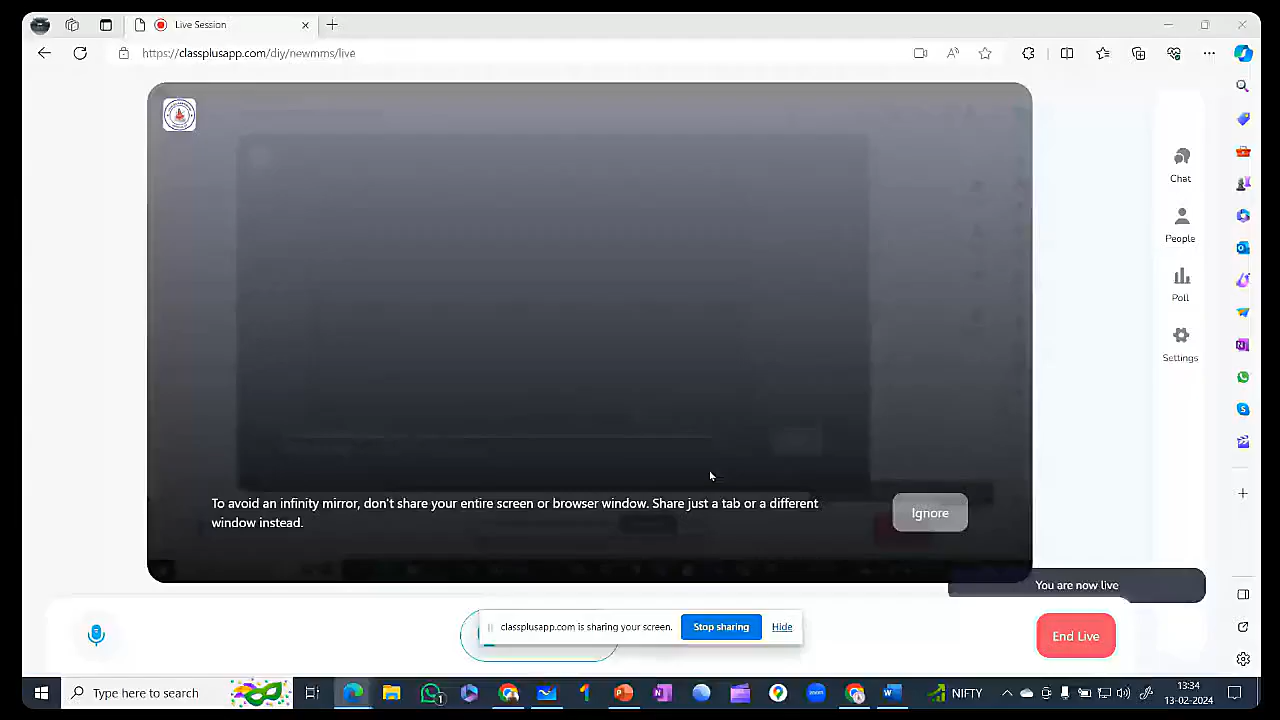 Live Session
https://classplusapp.com/diy/newmms/live
Chat
People
Poll
Settings
To avoid an infinity mirror, don't share your entire screen or browser window. Share just a tab or a different
window instead.
Ignore
You are now live
classplusapp.com is sharing your screen.
Stop sharing
Hide
End Live
Type here to search
NIFTY
13:34
13-02-2024